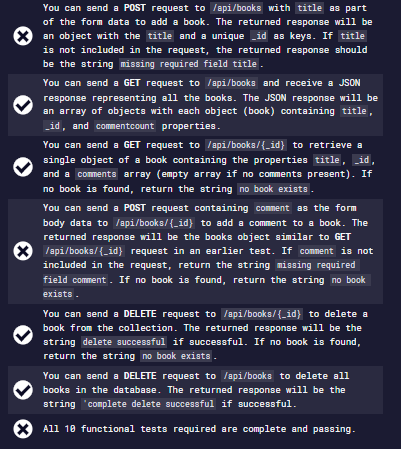 You can send a POST request to /api/books with title as part
of the form data to add a book. The returned response will be
an object with the title and a unique _id as keys. If title
is not included in the request, the returned response should
be the string missing required field title.
You can send a GET request to /api/books and receive a JSON
response representing all the books. The JSON response will be
an array of objects with each object (book) containing title,
_id, and commentcount properties.
You can send a GET request to /api/books/{_id} to retrieve a
single object of a book containing the properties title, _id,
and a comments array (empty array if no comments present). If
no book is found, return the string no book exists.
You can send a POST request containing comment as the form
body data to /api/books/{_id} to add a comment to a book. The
returned response will be the books object similar to GET
/api/books/{_id} request in an earlier test. If comment is not
included in the request, return the string missing required
field comment. If no book is found, return the string no book
exists.
You can send a DELETE request to /api/books/{_id} to delete a
book from the collection. The returned response will be the
string delete successful if successful. If no book is found,
return the string no book exists.
You can send a DELETE request to /api/books to delete all
books in the database. The returned response will be the
string 'complete delete successful if successful.
All 10 functional tests required are complete and passing.